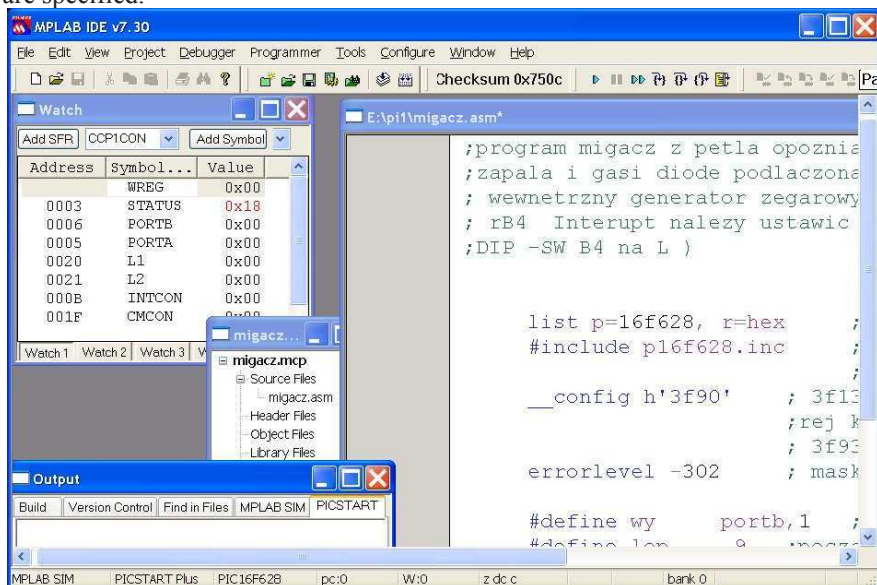 are specified.
MPLAB IDE v7.30
File Edit View Project Debugger Programmer Tools Configure Window Help
Checksum 0x750c
Watch
Add SFR CCP1CON Add Symbol
Address Symbol... Value
WREG 0x00
0003 STATUS 0x18
0006 PORTB 0x00
0005 PORTA 0x00
0020 L1 0x00
0021 L2 0x00
000B INTCON 0x00
001F CMCON 0x00
Watch 1 Watch 2 Watch 3
migacz...
migacz.mcp
Source Files
migacz.asm
Header Files
Object Files
Library Files
Output
Build Version Control Find in Files MPLAB SIM PICSTART
E:\pi1\migacz.asm*
;program migacz z petla opoznia
;zapala i gasi diode podlaczona
; wewnetrzny generator zegarowy
; rB4 Interupt nalezy ustawic
;DIP -SW B4 na L )
list p=16f628, r=hex ;
#include p16f628.inc ;
;
__config h'3f90' ; 3f13
;rej k
; 3f93
errorlevel -302 ; mask
#define wy portb,1 ;
#define
MPLAB SIM PICSTART Plus PIC16F628 pc:0 W:0 z dc c bank 0